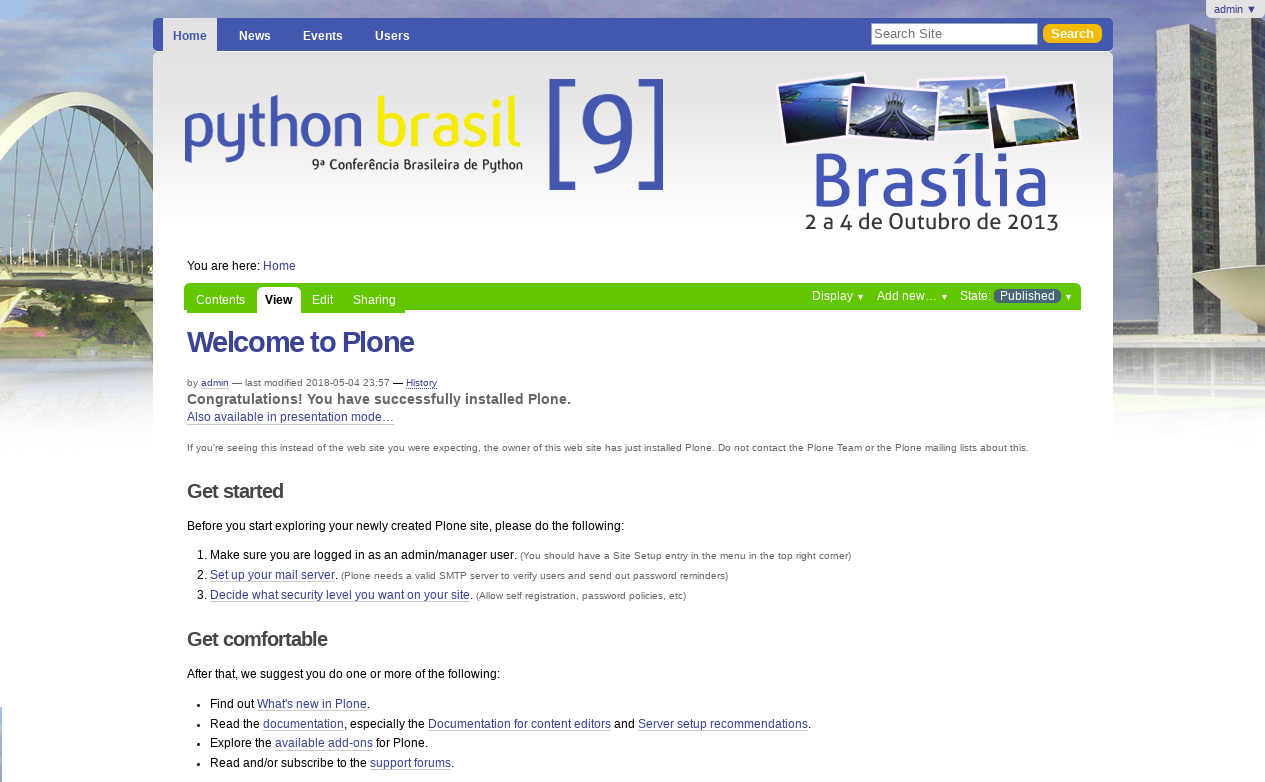 admin ▼
Home News Events Users
Search Site Search
python brasil [9]
9ª Conferência Brasileira de Python
Brasília
2 a 4 de Outubro de 2013
You are here: Home
Contents View Edit Sharing Display ▼ Add new… ▼ State: Published ▼
Welcome to Plone
by admin — last modified 2018-05-04 23:57 — History
Congratulations! You have successfully installed Plone.
Also available in presentation mode…
If you're seeing this instead of the web site you were expecting, the owner of this web site has just installed Plone. Do not contact the Plone Team or the Plone mailing lists about this.
Get started
Before you start exploring your newly created Plone site, please do the following:
1. Make sure you are logged in as an admin/manager user. (You should have a Site Setup entry in the menu in the top right corner)
2. Set up your mail server. (Plone needs a valid SMTP server to verify users and send out password reminders)
3. Decide what security level you want on your site. (Allow self registration, password policies, etc)
Get comfortable
After that, we suggest you do one or more of the following:
• Find out What's new in Plone.
• Read the documentation, especially the Documentation for content editors and Server setup recommendations.
• Explore the available add-ons for Plone.
• Read and/or subscribe to the support forums.